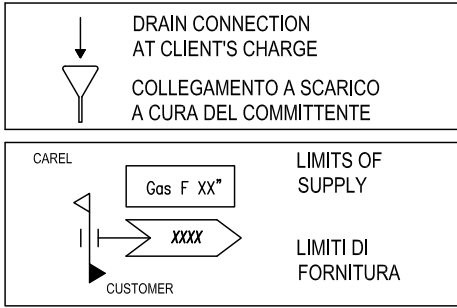 DRAIN CONNECTION
AT CLIENT'S CHARGE
COLLEGAMENTO A SCARICO
A CURA DEL COMMITTENTE
CAREL
LIMITS OF
SUPPLY
Gas F XX"
XXXX
LIMITI DI
FORNITURA
CUSTOMER